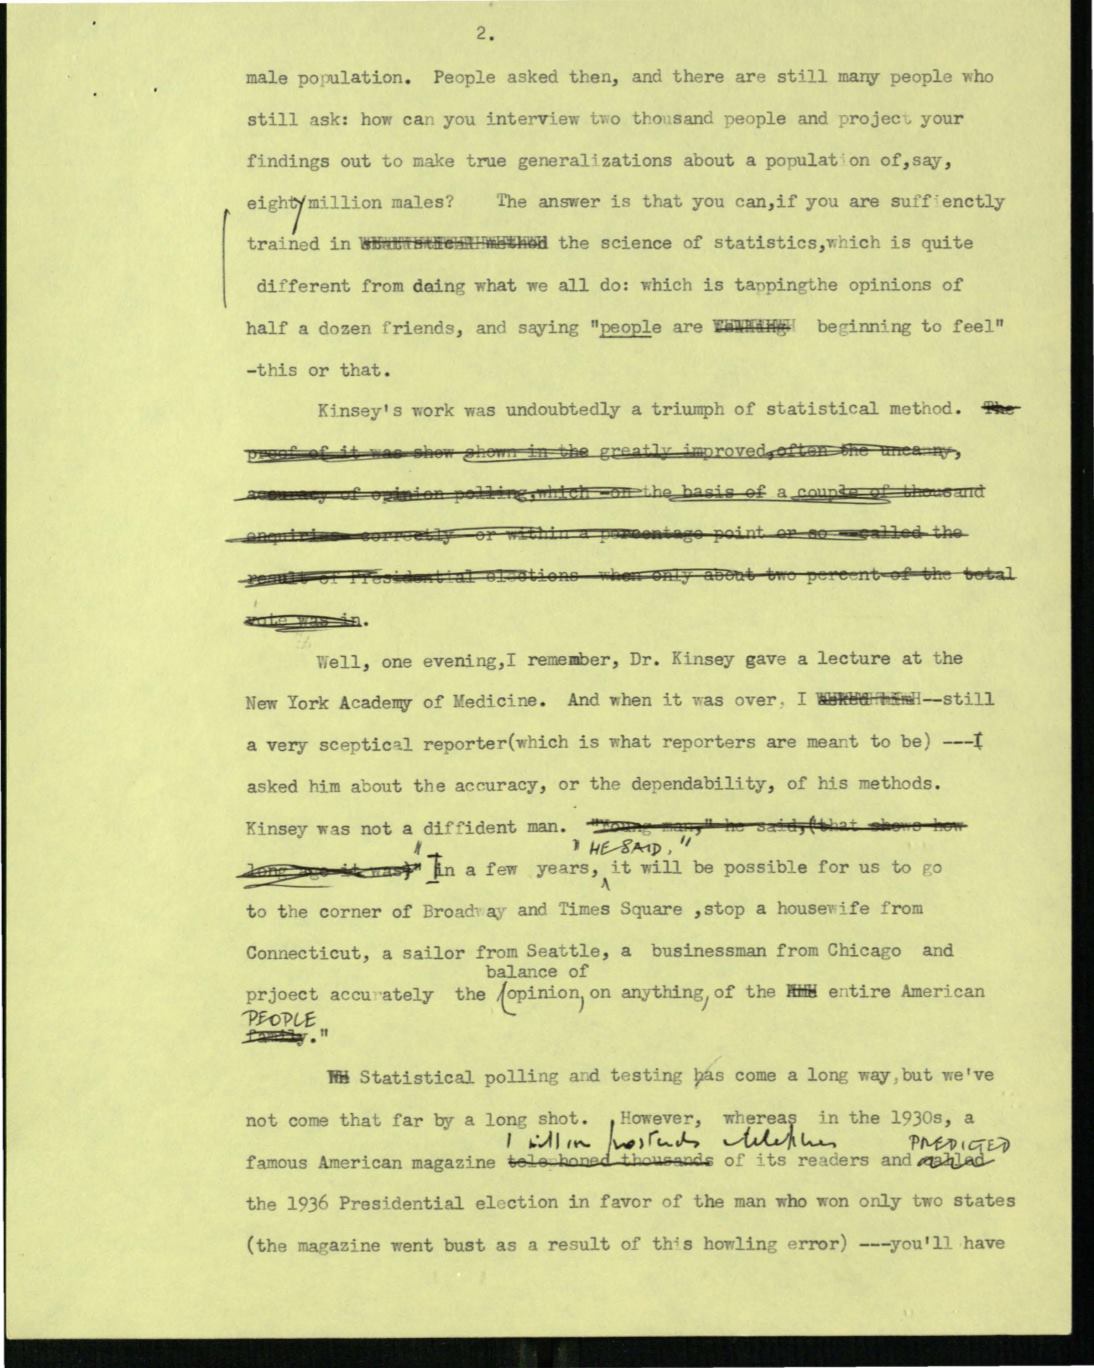 2.
male population.  People asked then, and there are still many people who
still ask: how can you interview two thousand people and project your
findings out to make true generalizations about a population of,say,
eighty/million males?   The answer is that you can,if you are suffienctly
trained in statistical method the science of statistics,which is quite
different from daing what we all do: which is tappingthe opinions of
half a dozen friends, and saying "people are beginning to feel"
-this or that.
Kinsey's work was undoubtedly a triumph of statistical method.  The
proof of it was show shown in the greatly improved,often the uncanny,
accuracy of opinion polling,which -on the basis of a couple of thousand
enquiries- correctly -or within a percentage point or so --called the
result of Presidential elections when only about two percent of the total
vote was in.
Well, one evening,I remember, Dr. Kinsey gave a lecture at the
New York Academy of Medicine.  And when it was over, I asked him --still
a very sceptical reporter(which is what reporters are meant to be) ---I
asked him about the accuracy, or the dependability, of his methods.
Kinsey was not a diffident man.  "Young man," he said,(that shows how
" HE SAID, "
long ago it was)" "In a few years, it will be possible for us to go
to the corner of Broadway and Times Square ,stop a housewife from
Connecticut, a sailor from Seattle, a  businessman from Chicago  and
balance of
prjoect accurately  the (opinion, on anything, of the entire American
PEOPLE
family."
Statistical polling and testing has come a long way,but we've
not come that far by a long shot.   However,  whereas  in the 1930s, a
1 million postcards PREDICTED
famous American magazine telephoned thousands of its readers and called
the 1936 Presidential election in favor of the man who won only two states
(the magazine went bust as a result of this howling error) ---you'll have